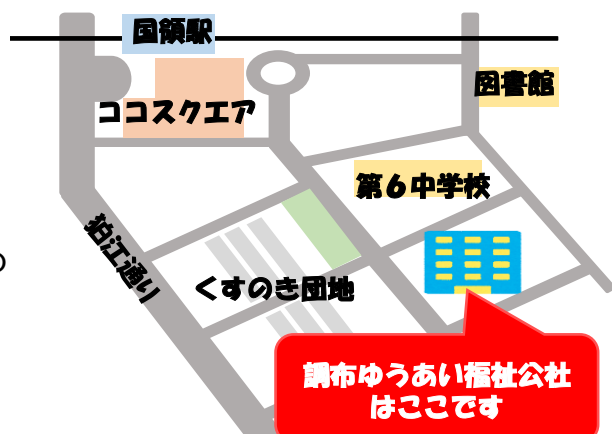 国領駅
図書館
ココスクエア
第6中学校
狛江通り
の
くすのき団地
調布ゆうあい福祉公社
はここです